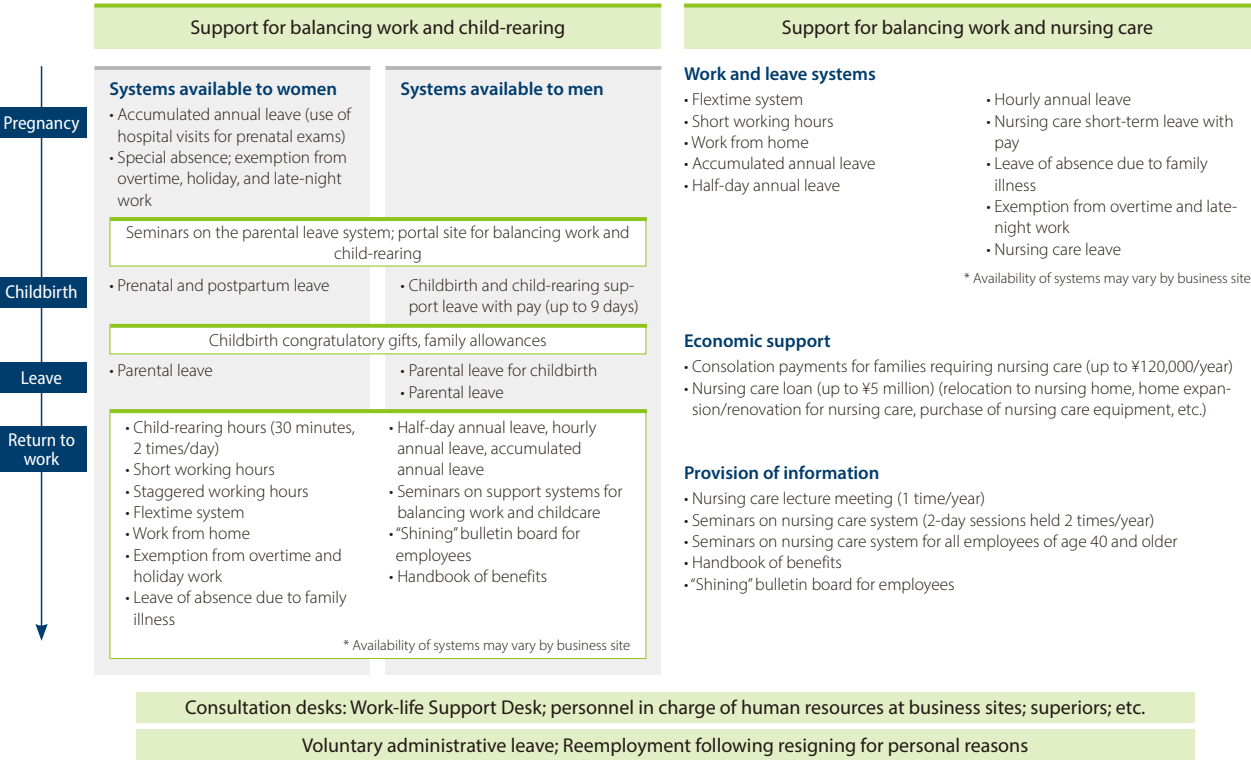 Support for balancing work and child-rearing
Support for balancing work and nursing care
Pregnancy
Childbirth
Leave
Return to
work
Systems available to women
• Accumulated annual leave (use of
hospital visits for prenatal exams)
• Special absence; exemption from
overtime, holiday, and late-night
work
Systems available to men
Seminars on the parental leave system; portal site for balancing work and
child-rearing
• Prenatal and postpartum leave
• Childbirth and child-rearing sup-
port leave with pay (up to 9 days)
Childbirth congratulatory gifts, family allowances
• Parental leave
• Parental leave for childbirth
• Parental leave
• Child-rearing hours (30 minutes,
2 times/day)
• Short working hours
• Staggered working hours
• Flextime system
• Work from home
• Exemption from overtime and
holiday work
• Leave of absence due to family
illness
• Half-day annual leave, hourly
annual leave, accumulated
annual leave
• Seminars on support systems for
balancing work and childcare
• “Shining” bulletin board for
employees
• Handbook of benefits
* Availability of systems may vary by business site
Work and leave systems
• Flextime system
• Short working hours
• Work from home
• Accumulated annual leave
• Half-day annual leave
• Hourly annual leave
• Nursing care short-term leave with
pay
• Leave of absence due to family
illness
• Exemption from overtime and late-
night work
• Nursing care leave
* Availability of systems may vary by business site
Economic support
• Consolation payments for families requiring nursing care (up to ¥120,000/year)
• Nursing care loan (up to ¥5 million) (relocation to nursing home, home expan-
sion/renovation for nursing care, purchase of nursing care equipment, etc.)
Provision of information
• Nursing care lecture meeting (1 time/year)
• Seminars on nursing care system (2-day sessions held 2 times/year)
• Seminars on nursing care system for all employees of age 40 and older
• Handbook of benefits
• “Shining” bulletin board for employees
Consultation desks: Work-life Support Desk; personnel in charge of human resources at business sites; superiors; etc.
Voluntary administrative leave; Reemployment following resigning for personal reasons